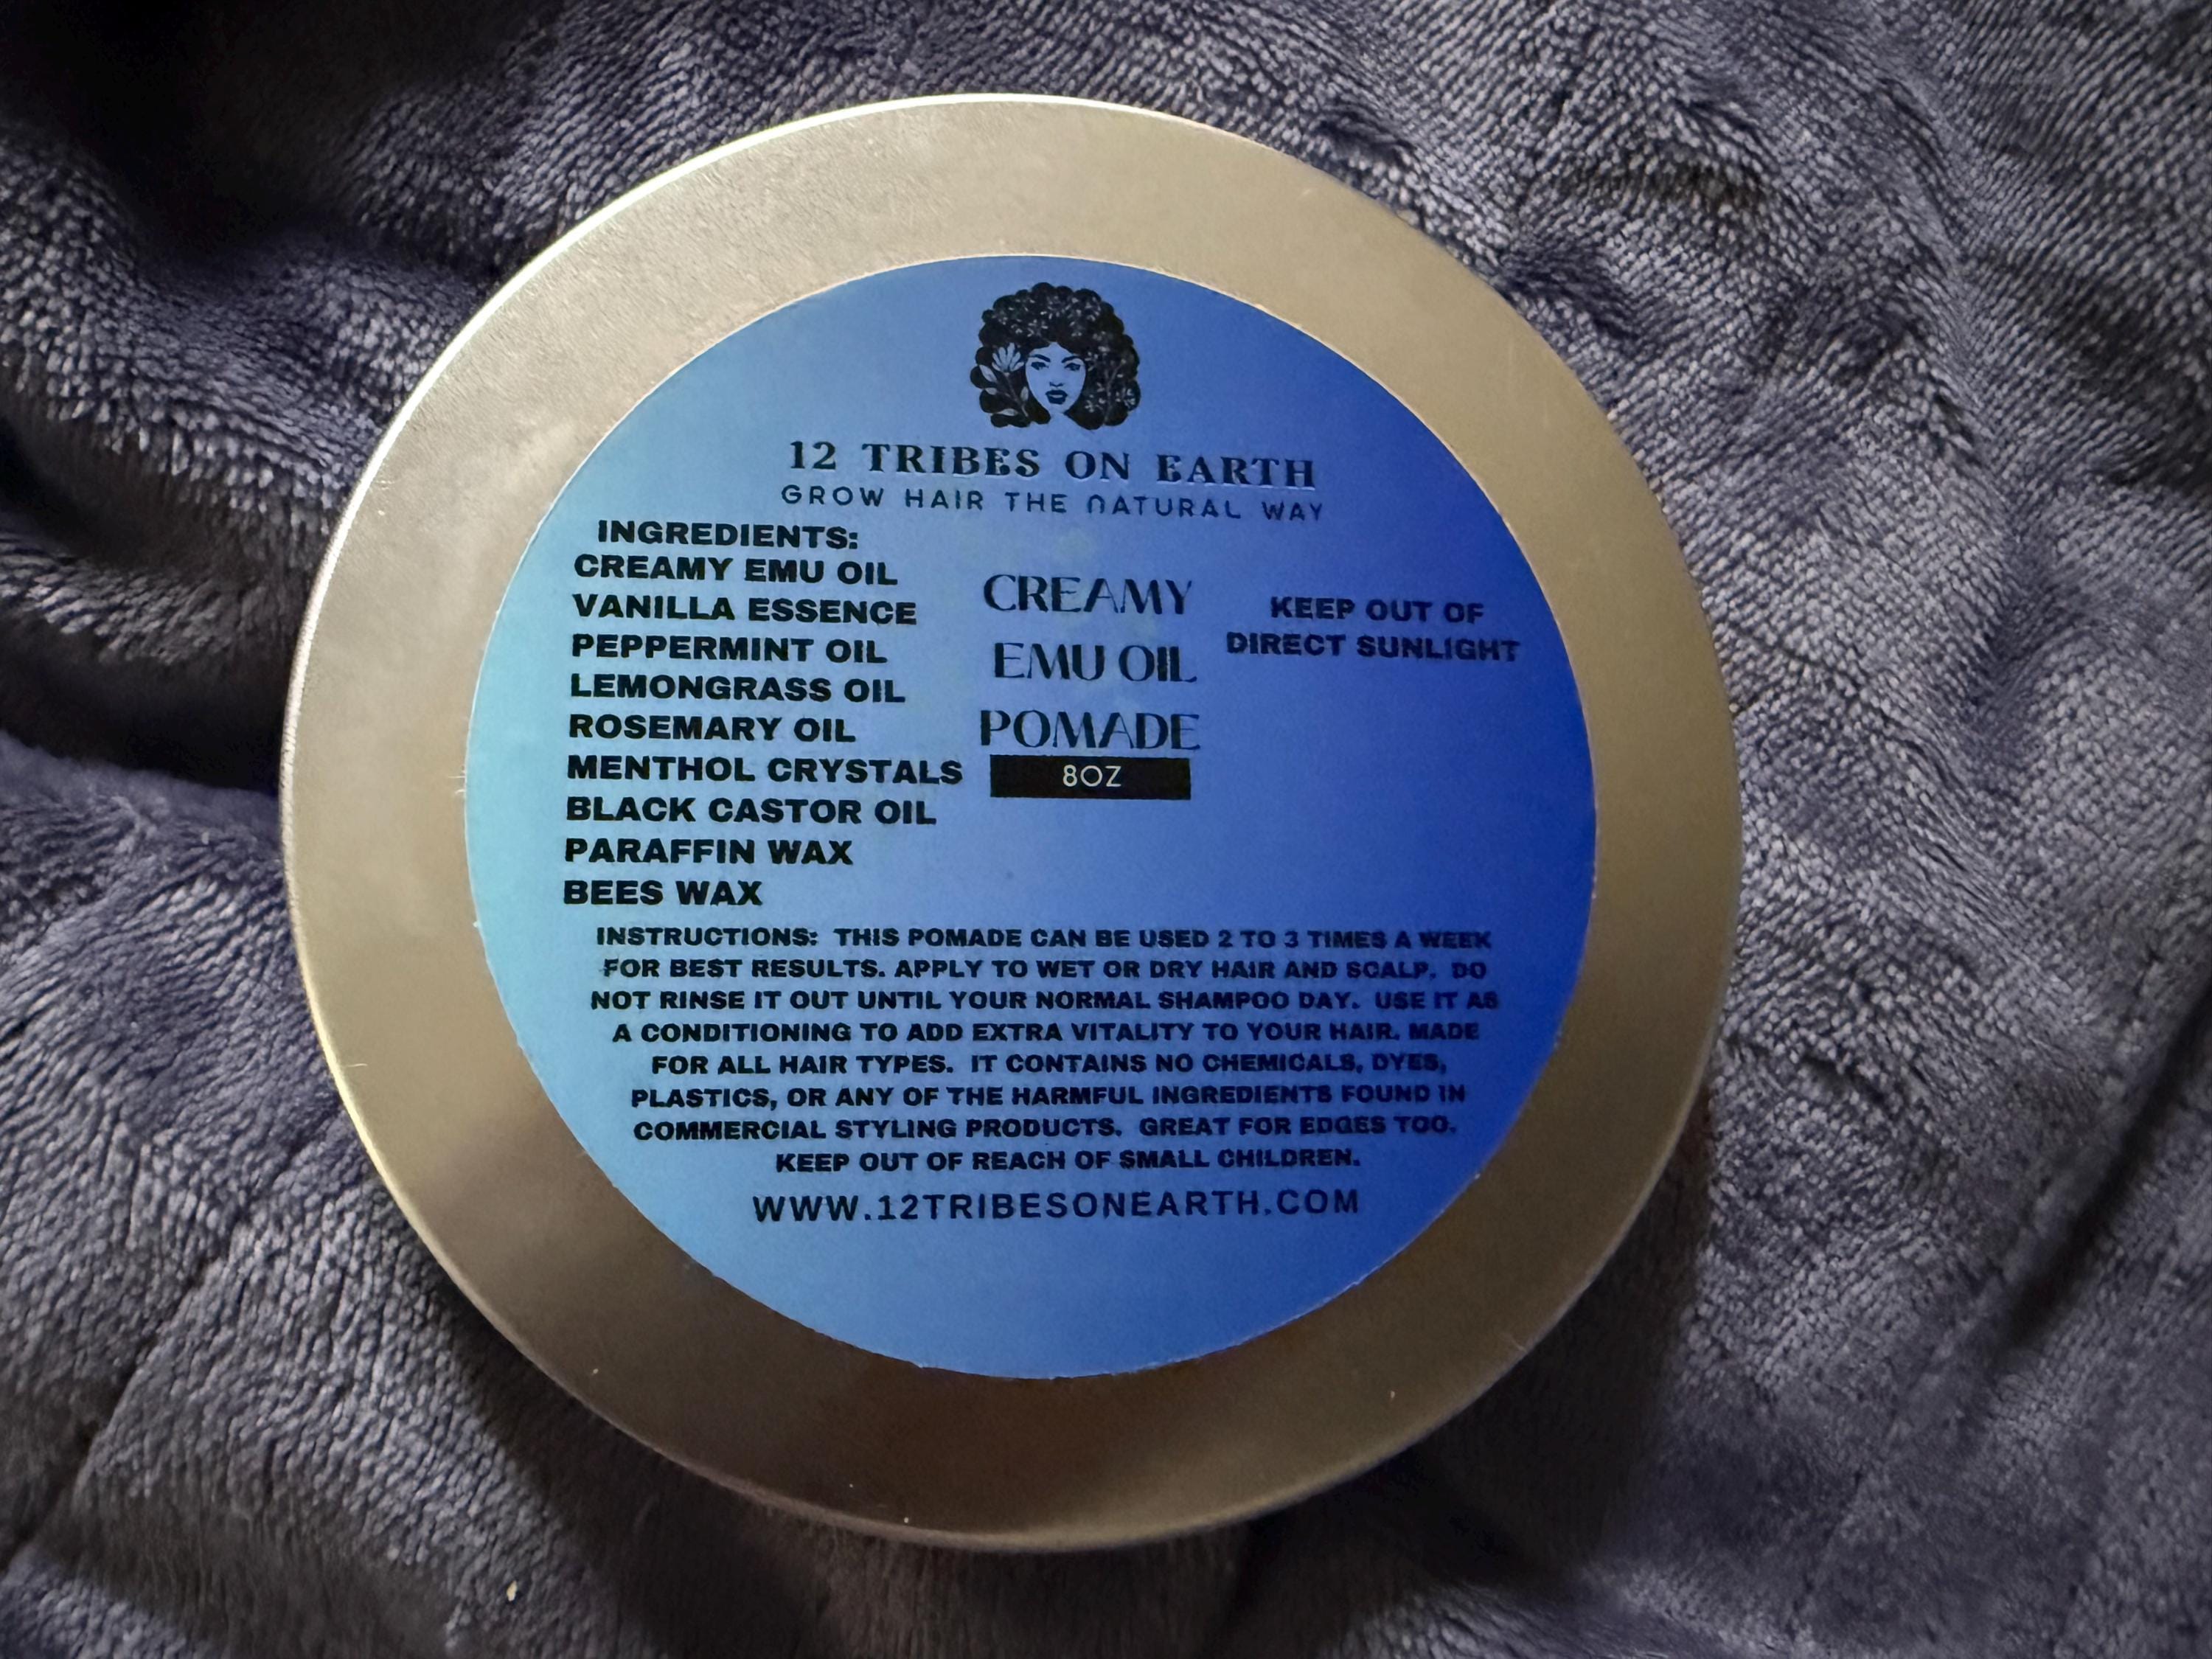 12 TRIBES ON EARTH
GROW HAIR THE NATURAL WAY
INGREDIENTS:
CREAMY EMU OIL
VANILLA ESSENCE
PEPPERMINT OIL
LEMONGRASS OIL
ROSEMARY OIL
MENTHOL CRYSTALS
BLACK CASTOR OIL
PARAFFIN WAX
BEES WAX
CREAMY
EMU OIL
POMADE
8OZ
KEEP OUT OF
DIRECT SUNLIGHT
INSTRUCTIONS: THIS POMADE CAN BE USED 2 TO 3 TIMES A WEEK
FOR BEST RESULTS. APPLY TO WET OR DRY HAIR AND SCALP. DO
NOT RINSE IT OUT UNTIL YOUR NORMAL SHAMPOO DAY. USE IT AS
A CONDITIONING TO ADD EXTRA VITALITY TO YOUR HAIR. MADE
FOR ALL HAIR TYPES. IT CONTAINS NO CHEMICALS, DYES,
PLASTICS, OR ANY OF THE HARMFUL INGREDIENTS FOUND IN
COMMERCIAL STYLING PRODUCTS. GREAT FOR EDGES TOO.
KEEP OUT OF REACH OF SMALL CHILDREN.
WWW.12TRIBESONEARTH.COM